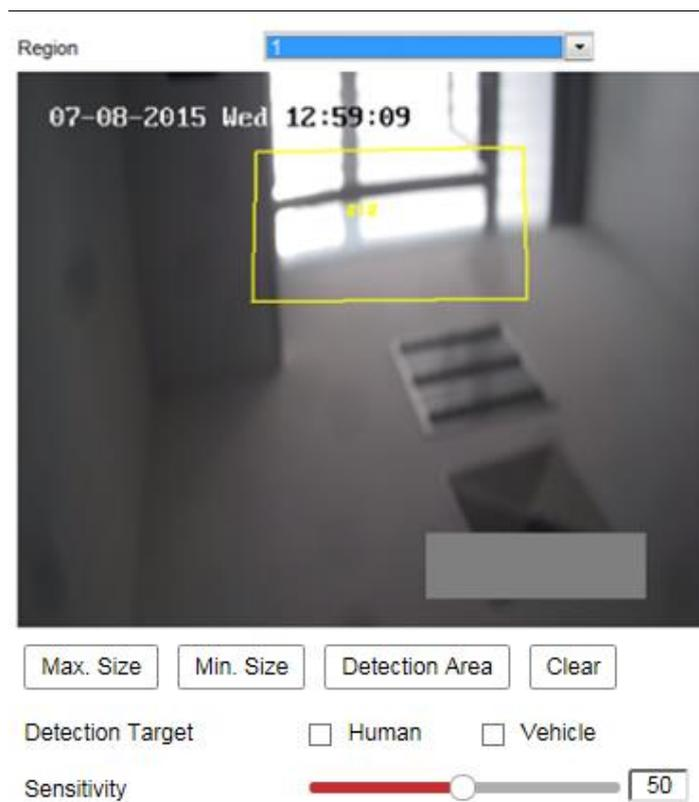 Region 1
07-08-2015 Wed 12:59:09
#1#
Max. Size Min. Size Detection Area Clear
Detection Target Human Vehicle
Sensitivity 50